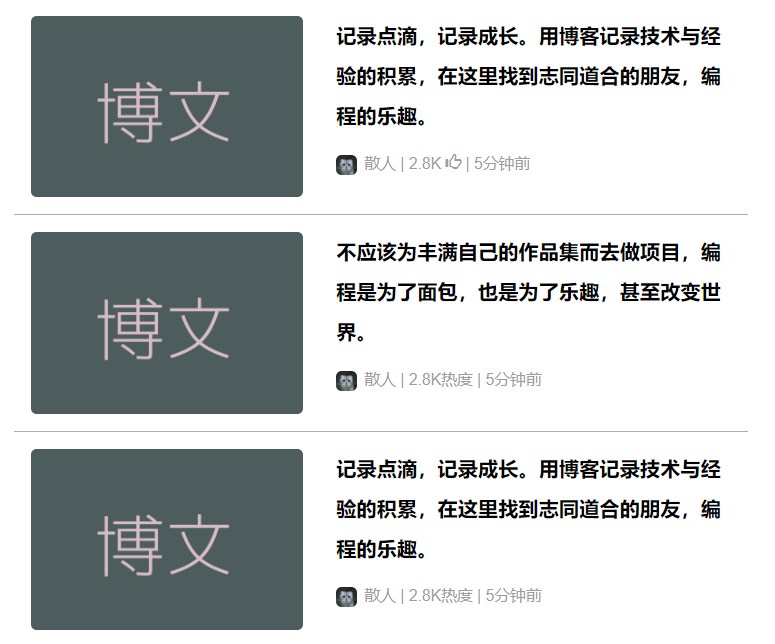 博文
记录点滴，记录成长。用博客记录技术与经
验的积累，在这里找到志同道合的朋友，编
程的乐趣。
散人 | 2.8K | 5分钟前
博文
不应该为丰满自己的作品集而去做项目，编
程是为了面包，也是为了乐趣，甚至改变世
界。
散人 | 2.8K热度 | 5分钟前
博文
记录点滴，记录成长。用博客记录技术与经
验的积累，在这里找到志同道合的朋友，编
程的乐趣。
散人 | 2.8K热度 | 5分钟前